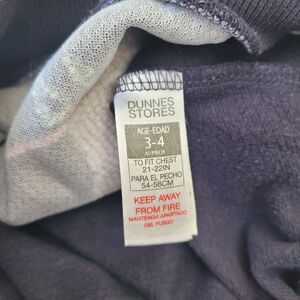 DUNNES
STORES
AGE-EDAD
3-4
APPROX
TO FIT CHEST
21-22IN
PARA EL PECHO
54-56CM
KEEP AWAY
FROM FIRE
MANTENGA APARTADO
DEL FUEGO